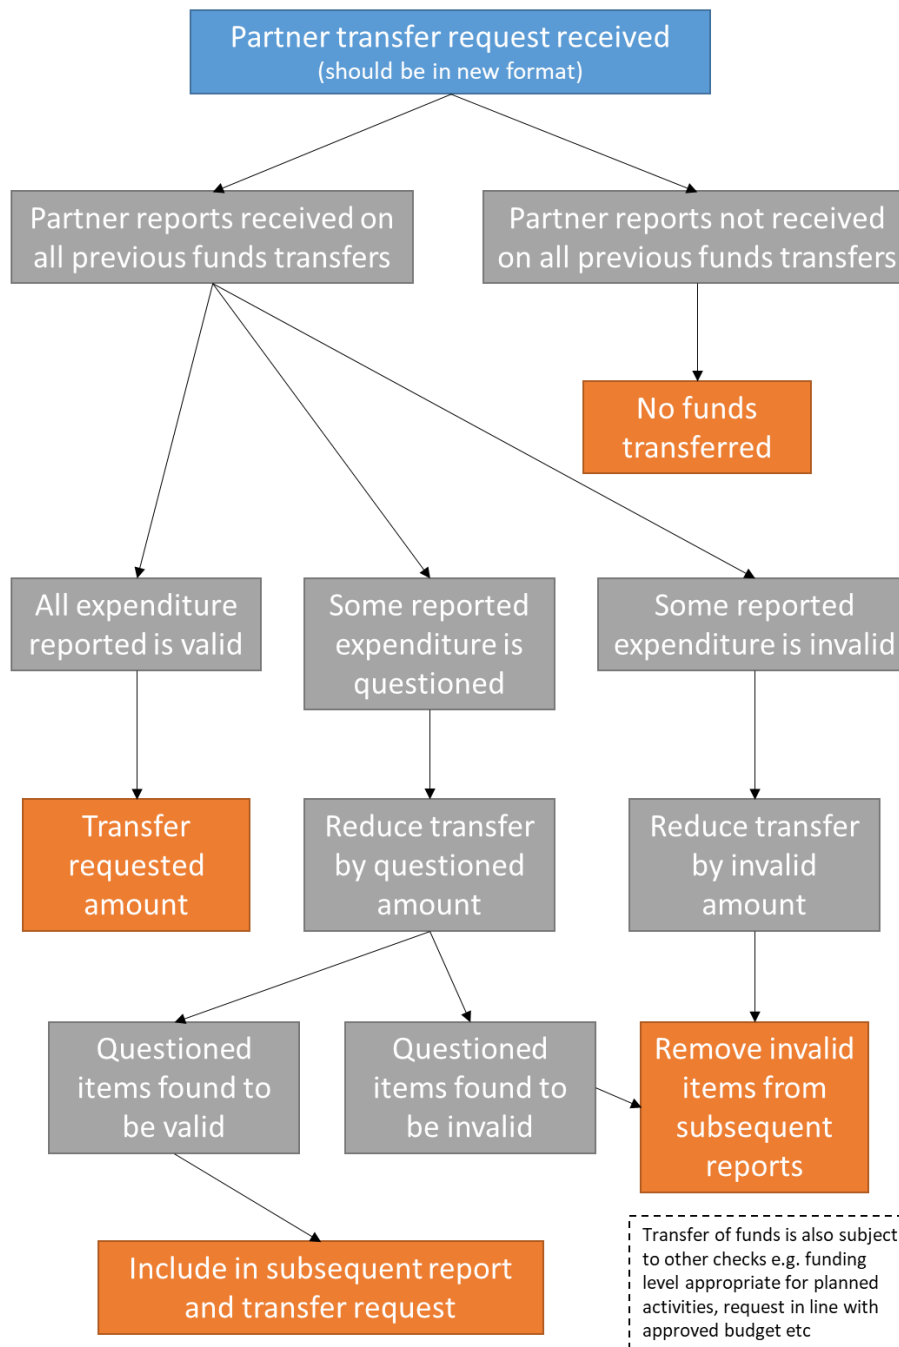 Partner transfer request received
(should be in new format)
Partner reports received on
all previous funds transfers
Partner reports not received
on all previous funds transfers
No funds
transferred
All expenditure
reported is valid
Some reported
expenditure is
questioned
Some reported
expenditure is invalid
Transfer
requested
amount
Reduce transfer
by questioned
amount
Reduce transfer
by invalid
amount
Questioned
items found to
be valid
Questioned
items found to
be invalid
Remove invalid
items from
subsequent
reports
Include in subsequent report
and transfer request
Transfer of funds is also subject
to other checks e.g. funding
level appropriate for planned
activities, request in line with
approved budget etc